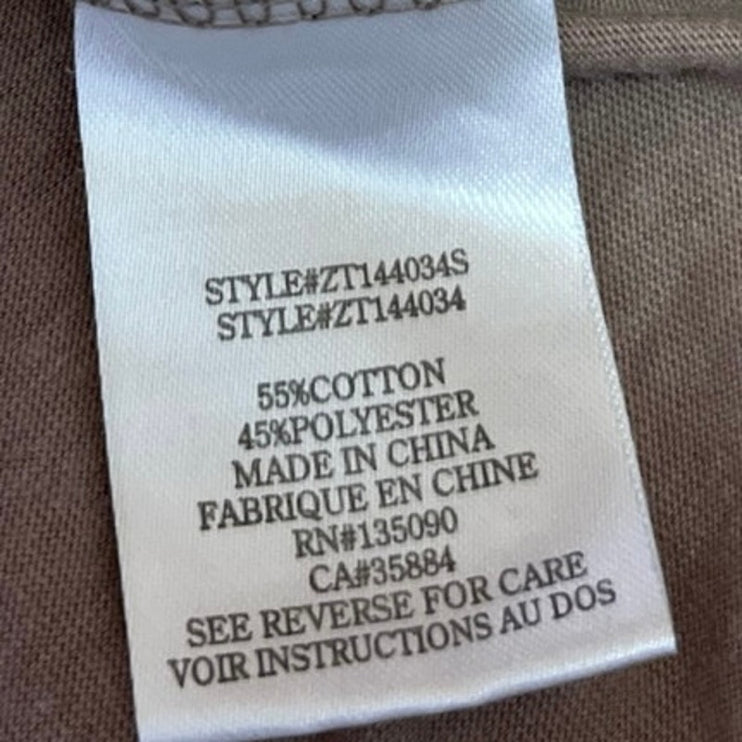 STYLE#ZT144034S
STYLE#ZT144034
55%COTTON
45%POLYESTER
MADE IN CHINA
FABRIQUE EN CHINE
RN#135090
CA#35884
SEE REVERSE FOR CARE
VOIR INSTRUCTIONS AU DOS